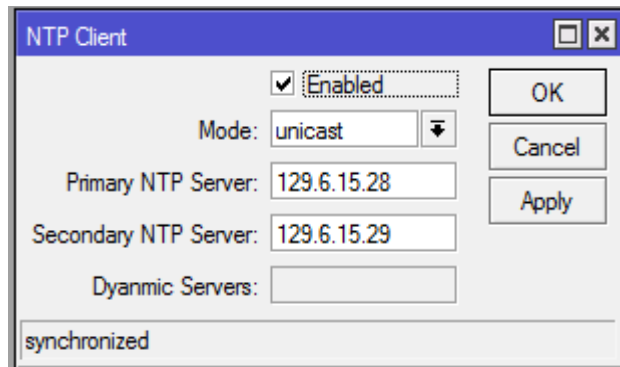 NTP Client
Enabled
OK
Mode: unicast
Cancel
Primary NTP Server: 129.6.15.28
Apply
Secondary NTP Server: 129.6.15.29
Dyanmic Servers:
synchronized